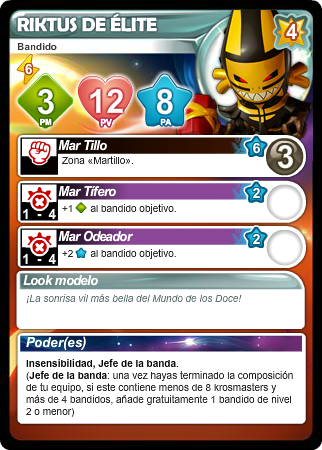 RIKTUS DE ÉLITE
4
Bandido
6
3
PM
12
PV
8
PA
Mar Tillo
6
Zona «Martillo».
3
Mar Tífero
2
1 - 4
+1 al bandido objetivo.
Mar Odeador
2
1 - 4
+2 al bandido objetivo.
Look modelo
¡La sonrisa vil más bella del Mundo de los Doce!
Poder(es)
Insensibilidad, Jefe de la banda.
(Jefe de la banda: una vez hayas terminado la composición
de tu equipo, si este contiene menos de 8 krosmasters y
más de 4 bandidos, añade gratuitamente 1 bandido de nivel
2 o menor)